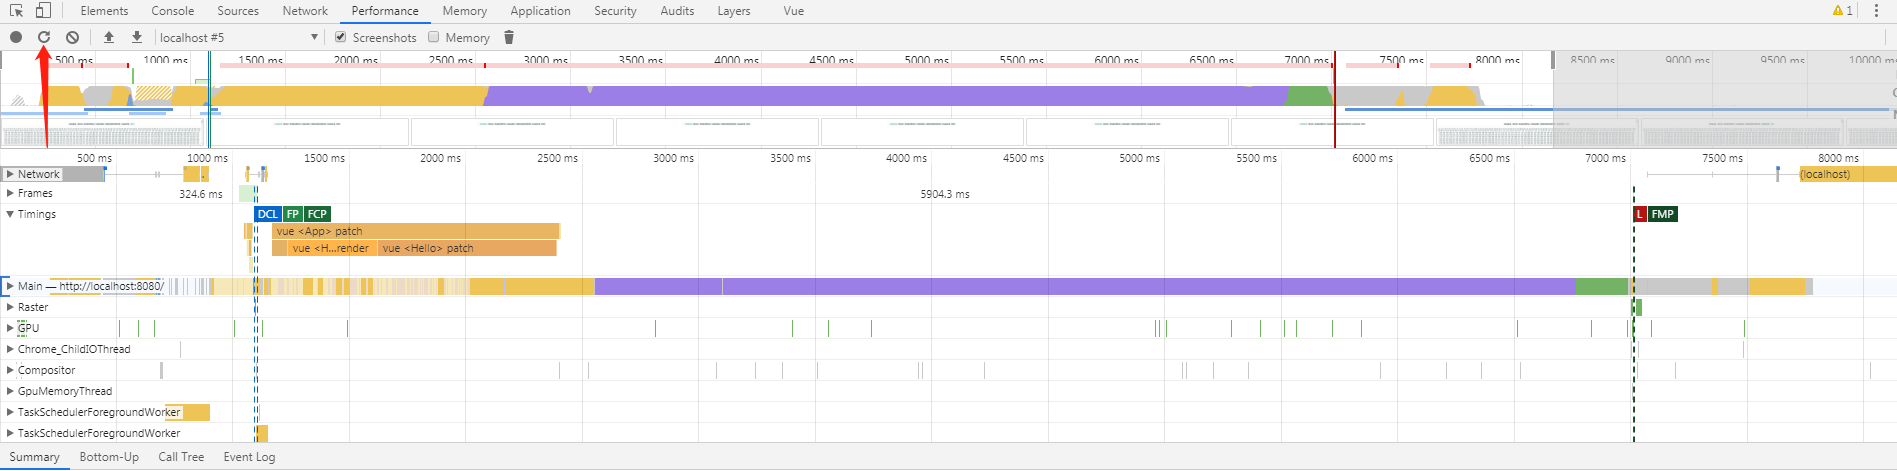 Elements Console Sources Network Performance Memory Application Security Audits Layers Vue 1
localhost #5 Screenshots Memory
500 ms 1000 ms 1500 ms 2000 ms 2500 ms 3000 ms 3500 ms 4000 ms 4500 ms 5000 ms 5500 ms 6000 ms 6500 ms 7000 ms 7500 ms 8000 ms 8500 ms 9000 ms 9500 ms 10000 ms
500 ms 1000 ms 1500 ms 2000 ms 2500 ms 3000 ms 3500 ms 4000 ms 4500 ms 5000 ms 5500 ms 6000 ms 6500 ms 7000 ms 7500 ms 8000 ms
Network (localhost)
Frames 324.6 ms 5904.3 ms
Timings DCL FP FCP L FMP
vue <App> patch
vue <H...render vue <Hello> patch
Main — http://localhost:8080/
Raster
GPU
Chrome_ChildIOThread
Compositor
GpuMemoryThread
TaskSchedulerForegroundWorker
TaskSchedulerForegroundWorker
Summary Bottom-Up Call Tree Event Log